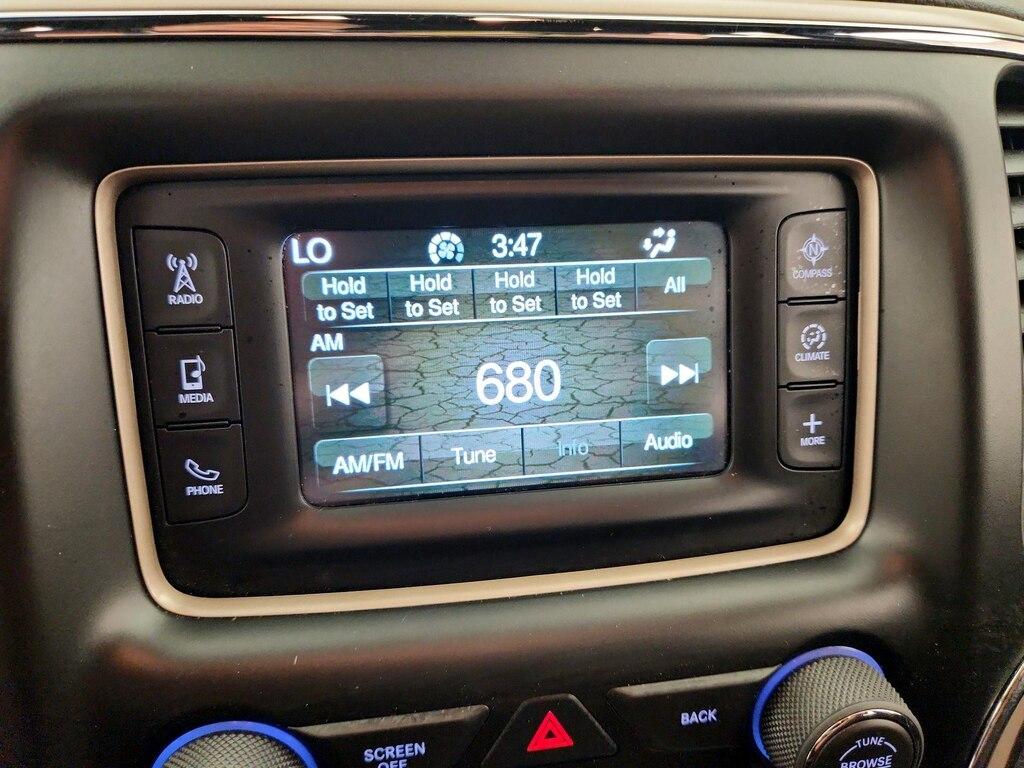 LO 3:47
Hold to Set
Hold to Set
Hold to Set
Hold to Set
All
AM
680
AM/FM Tune Info Audio
RADIO
MEDIA
PHONE
N
COMPASS
CLIMATE
MORE
SCREEN
OFF
BACK
TUNE
BROWSE